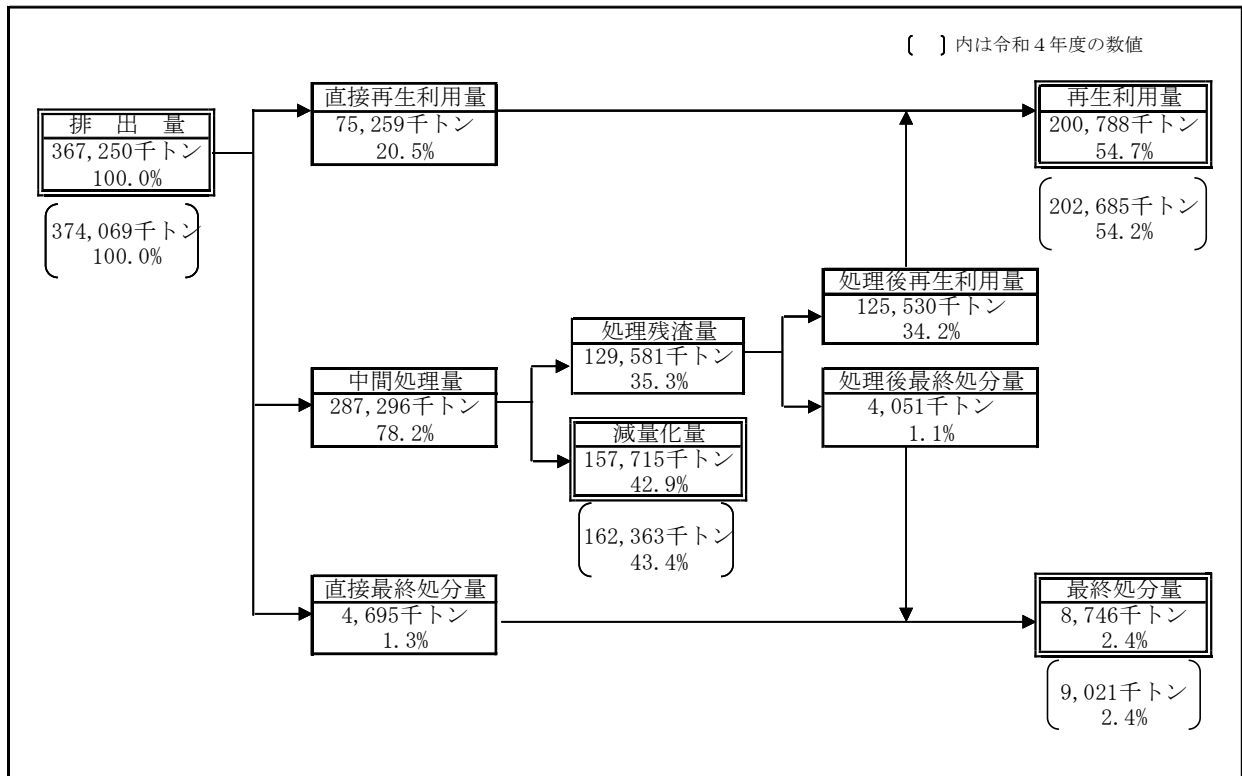 〔　〕内は令和４年度の数値
排　出　量
367,250千トン
100.0%
374,069千トン
100.0%
直接再生利用量
75,259千トン
20.5%
中間処理量
287,296千トン
78.2%
直接最終処分量
4,695千トン
1.3%
処理残渣量
129,581千トン
35.3%
減量化量
157,715千トン
42.9%
162,363千トン
43.4%
処理後再生利用量
125,530千トン
34.2%
処理後最終処分量
4,051千トン
1.1%
再生利用量
200,788千トン
54.7%
202,685千トン
54.2%
最終処分量
8,746千トン
2.4%
9,021千トン
2.4%